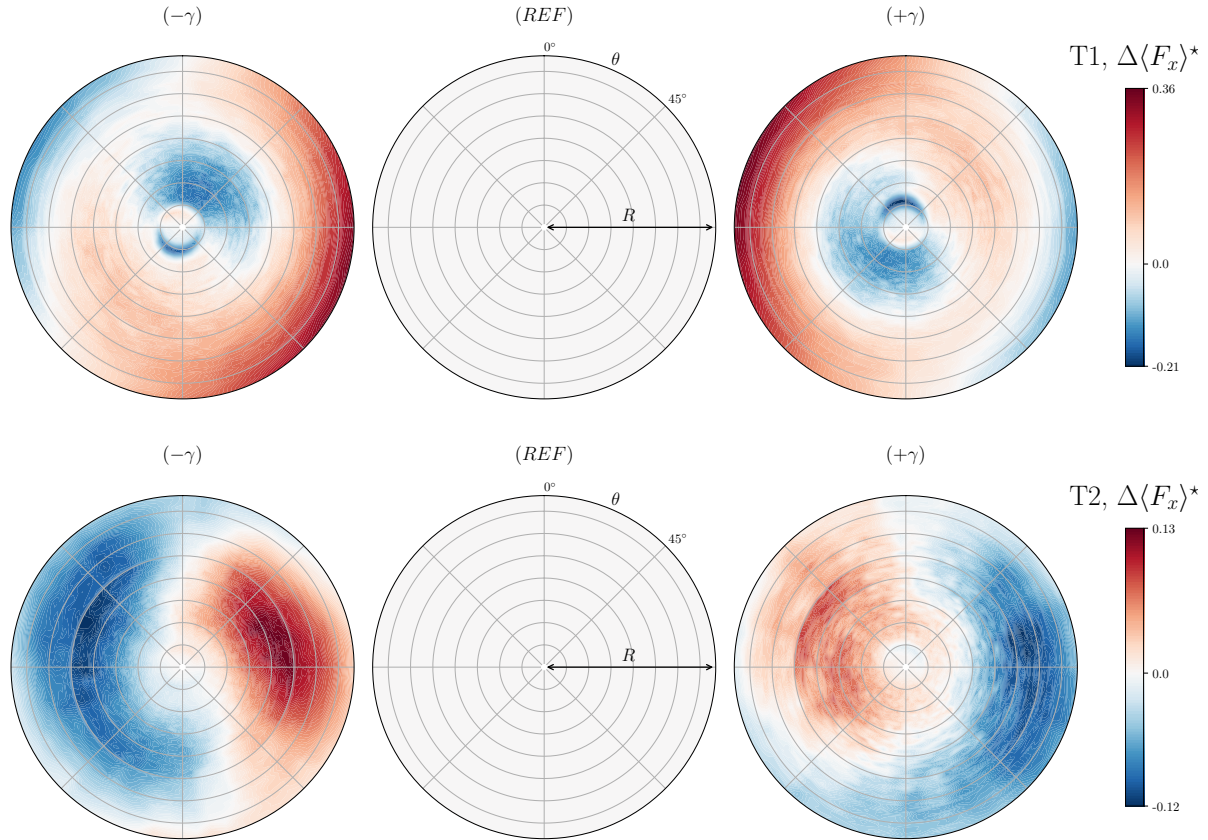 (−γ)
(REF)
(+γ)
T1, Δ⟨F_x⟩^⋆
0°
θ
45°
R
0.36
0.0
-0.21
(−γ)
(REF)
(+γ)
T2, Δ⟨F_x⟩^⋆
0°
θ
45°
R
0.13
0.0
-0.12